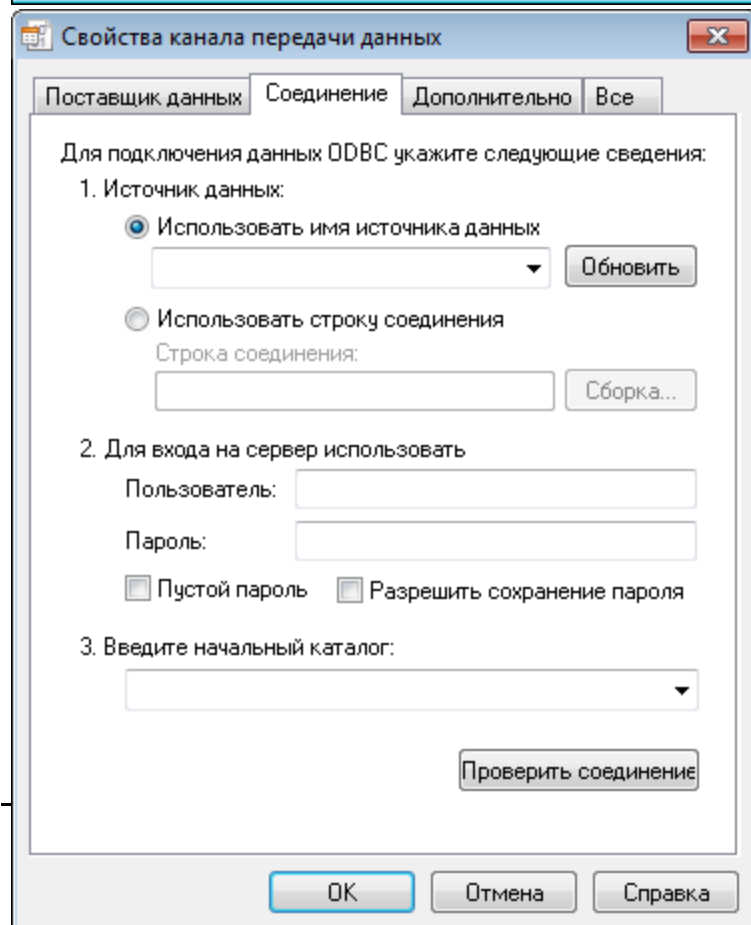 Свойства канала передачи данных
Поставщик данных Соединение Дополнительно Все
Для подключения данных ODBC укажите следующие сведения:
1. Источник данных:
Использовать имя источника данных
Обновить
Использовать строку соединения
Строка соединения:
Сборка...
2. Для входа на сервер использовать
Пользователь:
Пароль:
Пустой пароль Разрешить сохранение пароля
3. Введите начальный каталог:
Проверить соединение
OK Отмена Справка